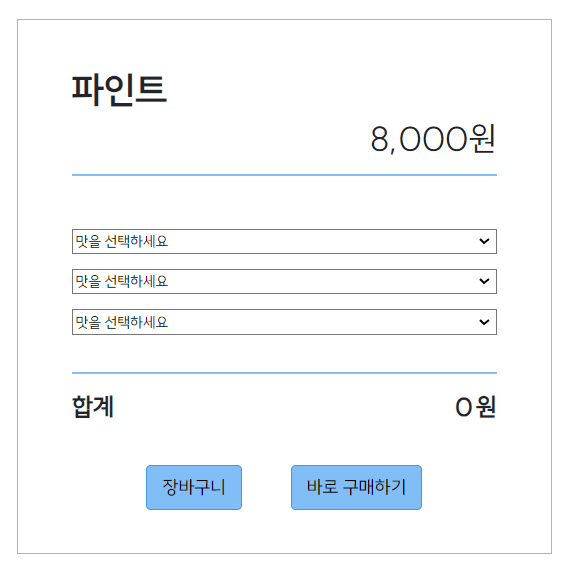 파인트
8,000원
맛을 선택하세요
맛을 선택하세요
맛을 선택하세요
합계 0원
장바구니 바로 구매하기